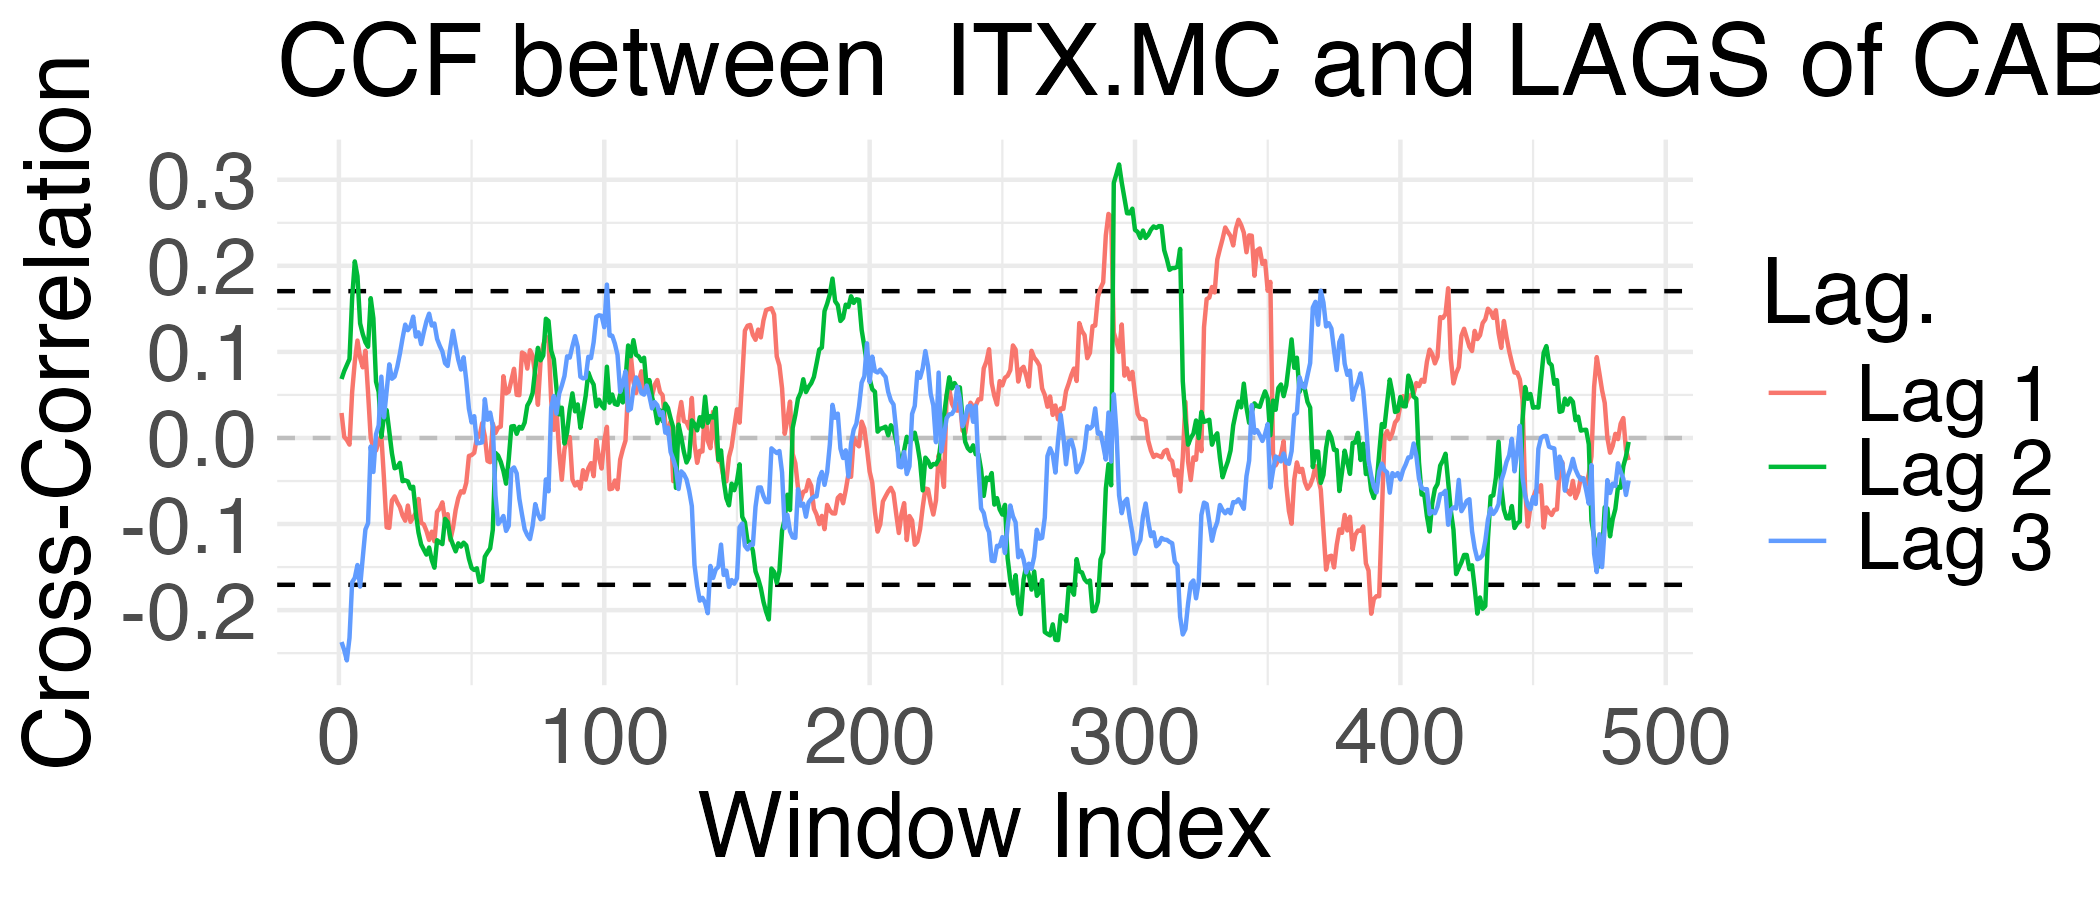 CCF between ITX.MC and LAGS of CAB
Cross-Correlation
0.3
0.2
0.1
0.0
-0.1
-0.2
0 100 200 300 400 500
Window Index
Lag.
Lag 1
Lag 2
Lag 3